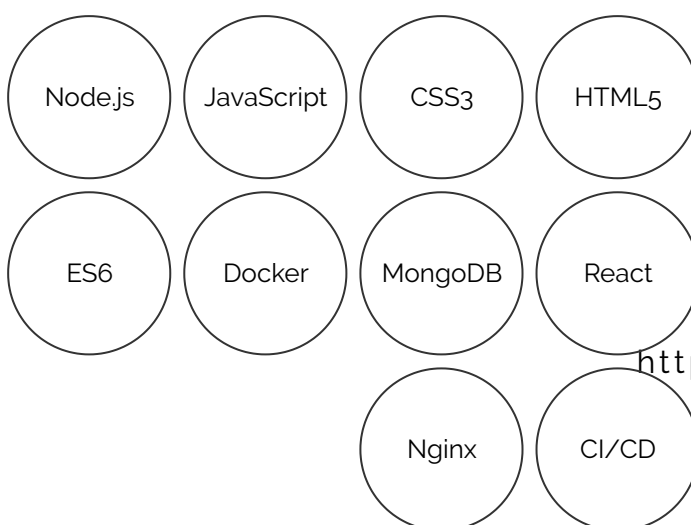 Node.js JavaScript CSS3 HTML5
ES6 Docker MongoDB React
Nginx CI/CD